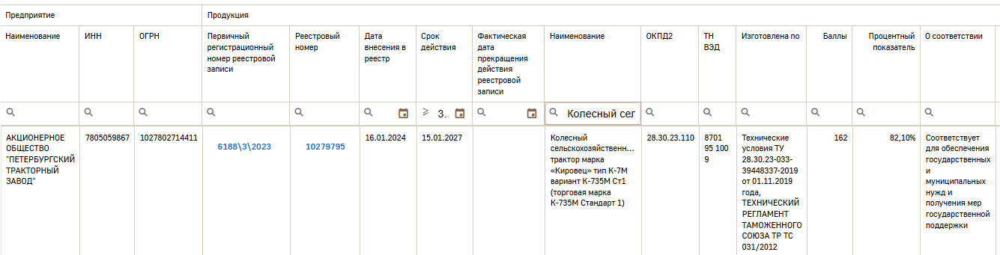 Предприятие
Продукция
Наименование
ИНН
ОГРН
Первичный
регистрационный
номер реестровой
записи
Реестровый
номер
Дата
внесения в
реестр
Срок
действия
Фактическая
дата
прекращения
действия
реестровой
записи
Наименование
ОКПД2
ТН
ВЭД
Изготовлена по
Баллы
Процентный
показатель
О соответствии
≥ 3..
Колесный сел
АКЦИОНЕРНОЕ
ОБЩЕСТВО
"ПЕТЕРБУРГСКИЙ
ТРАКТОРНЫЙ
ЗАВОД"
7805059867
1027802714411
6188\3\2023
10279795
16.01.2024
15.01.2027
Колесный
сельскохозяйственн...
трактор марка
«Кировец» тип К-7М
вариант К-735М Ст1
(торговая марка
К-735М Стандарт 1)
28.30.23.110
8701
95 100
9
Технические
условия ТУ
28.30.23-033-
39448337-2019
от 01.11.2019
года,
ТЕХНИЧЕСКИЙ
РЕГЛАМЕНТ
ТАМОЖЕННОГО
СОЮЗА ТР ТС
031/2012
162
82,10%
Соответствует
для обеспечения
государственных
и
муниципальных
нужд и
получения мер
государственной
поддержки